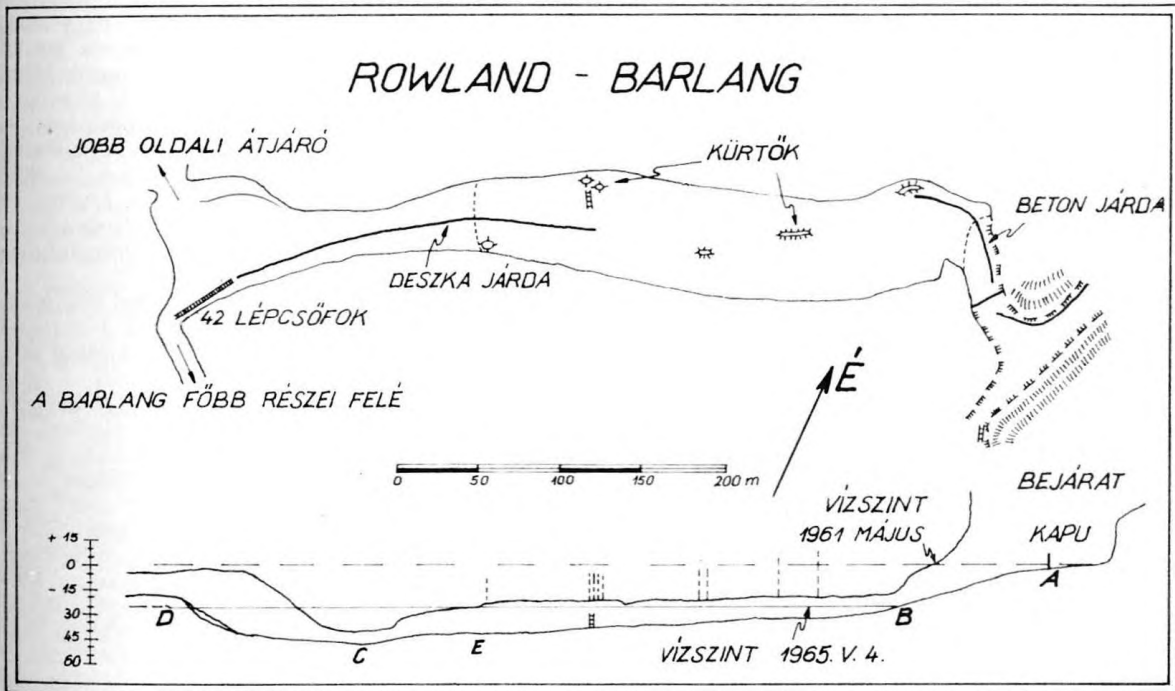 ROWLAND - BARLANG
JOBB OLDALI ÁTJÁRÓ
KÜRTŐK
BETON JÁRDA
DESZKA JÁRDA
42 LÉPCSŐFOK
A BARLANG FŐBB RÉSZEI FELÉ
É
0 50 100 150 200 m
BEJÁRAT
VÍZSZINT
1961 MÁJUS
KAPU
+ 15
0
- 15
30
45
60
A
B
C
D
E
VÍZSZINT 1965. V. 4.